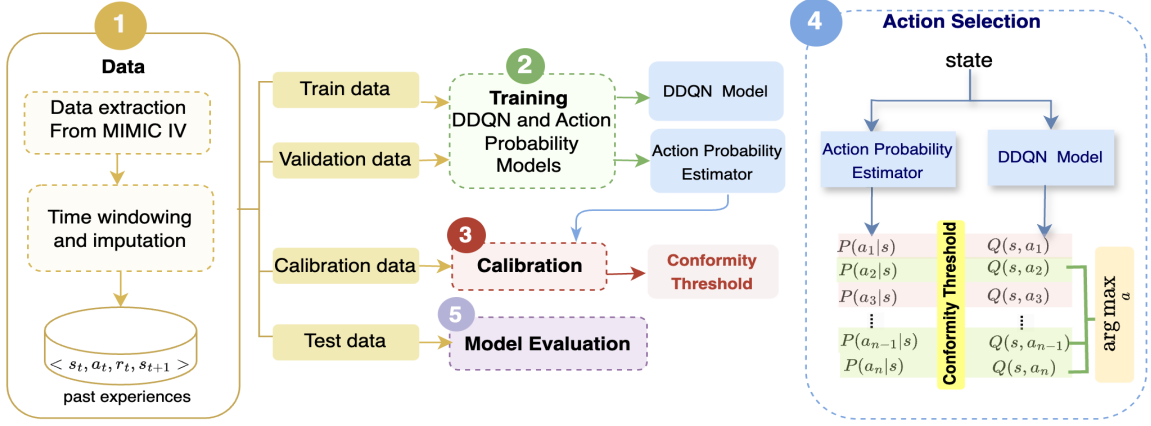 1
Data
Data extraction
From MIMIC IV
Time windowing
and imputation
< s_t, a_t, r_t, s_{t+1} >
past experiences
Train data
Validation data
Calibration data
Test data
2
Training
DDQN and Action
Probability
Models
DDQN Model
Action Probability
Estimator
3
Calibration
Conformity
Threshold
5
Model Evaluation
4
Action Selection
state
Action Probability
Estimator
DDQN Model
P(a_1|s)
P(a_2|s)
P(a_3|s)
P(a_{n-1}|s)
P(a_n|s)
Conformity Threshold
Q(s, a_1)
Q(s, a_2)
Q(s, a_3)
Q(s, a_{n-1})
Q(s, a_n)
arg max
a